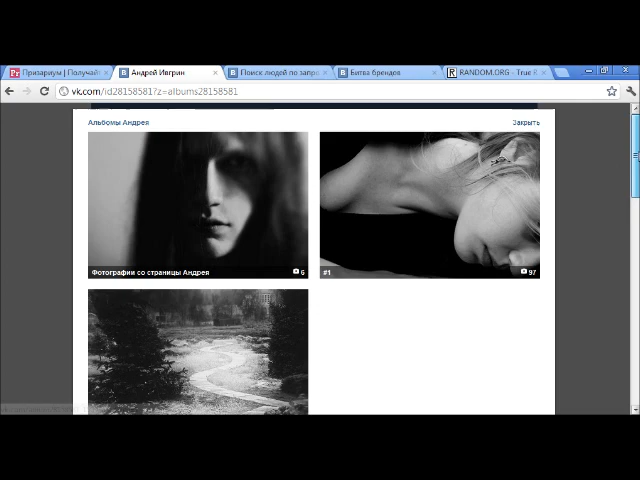 Призариум | Получай
Андрей Ивгрин
Поиск людей по запро
Битва брендов
RANDOM.ORG - True R
vk.com/id28158581?z=albums28158581
Альбомы Андрея
Закрыть
Фотографии со страницы Андрея
6
#1
97